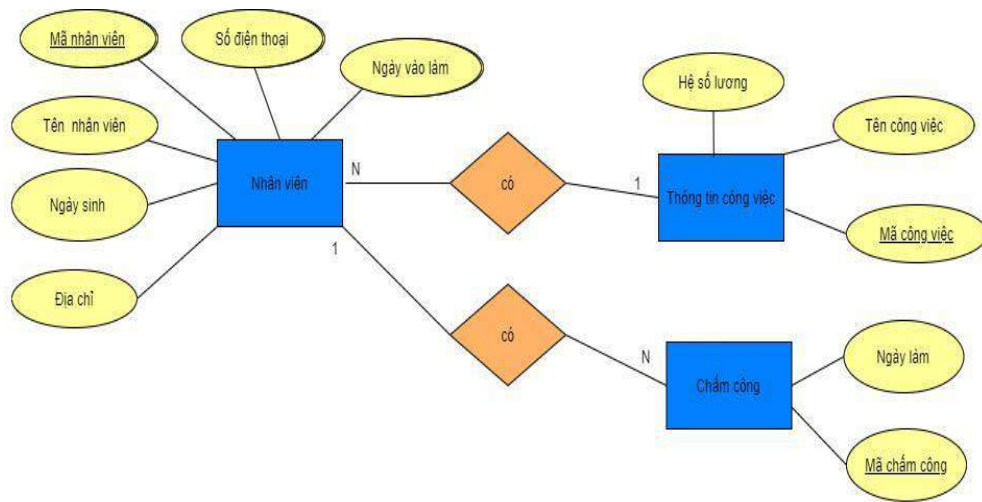 Mã nhân viên
Số điện thoại
Ngày vào làm
Hệ số lương
Tên nhân viên
Tên công việc
Nhân viên
N
có
1
Thông tin công việc
Ngày sinh
Mã công việc
1
Địa chỉ
có
N
Ngày làm
Chấm công
Mã chấm công